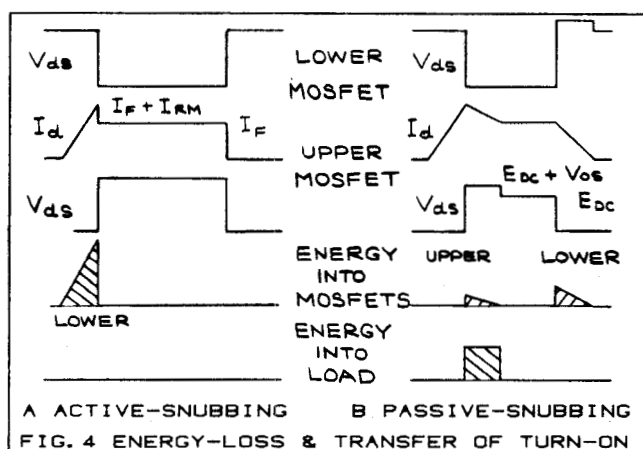 Vds
LOWER
MOSFET
Vds
IF + IRM
Id
IF
UPPER
MOSFET
Id
Vds
EDC + VOS
EDC
Vds
ENERGY
INTO
MOSFETS
UPPER
LOWER
LOWER
ENERGY
INTO
LOAD
A ACTIVE-SNUBBING
B PASSIVE-SNUBBING
FIG. 4 ENERGY-LOSS & TRANSFER OF TURN-ON